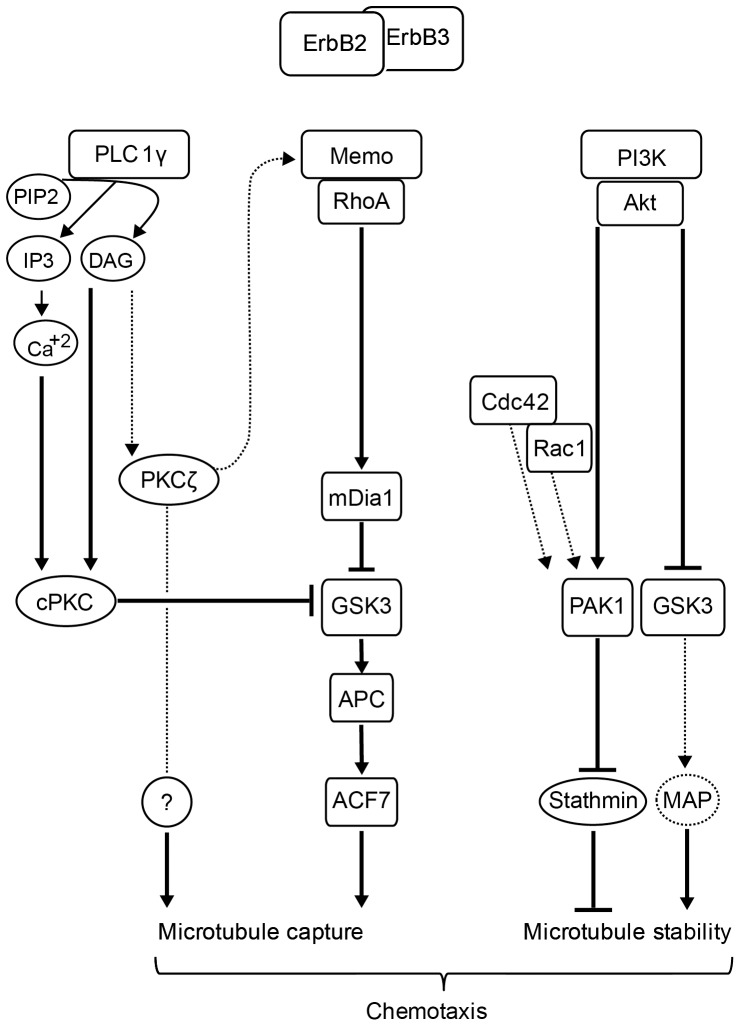 ErbB2
ErbB3
PLC 1γ
Memo
PI3K
PIP2
RhoA
Akt
IP3
DAG
Ca+2
Cdc42
Rac1
PKCζ
mDia1
cPKC
GSK3
PAK1
GSK3
APC
?
ACF7
Stathmin
MAP
Microtubule capture
Microtubule stability
Chemotaxis